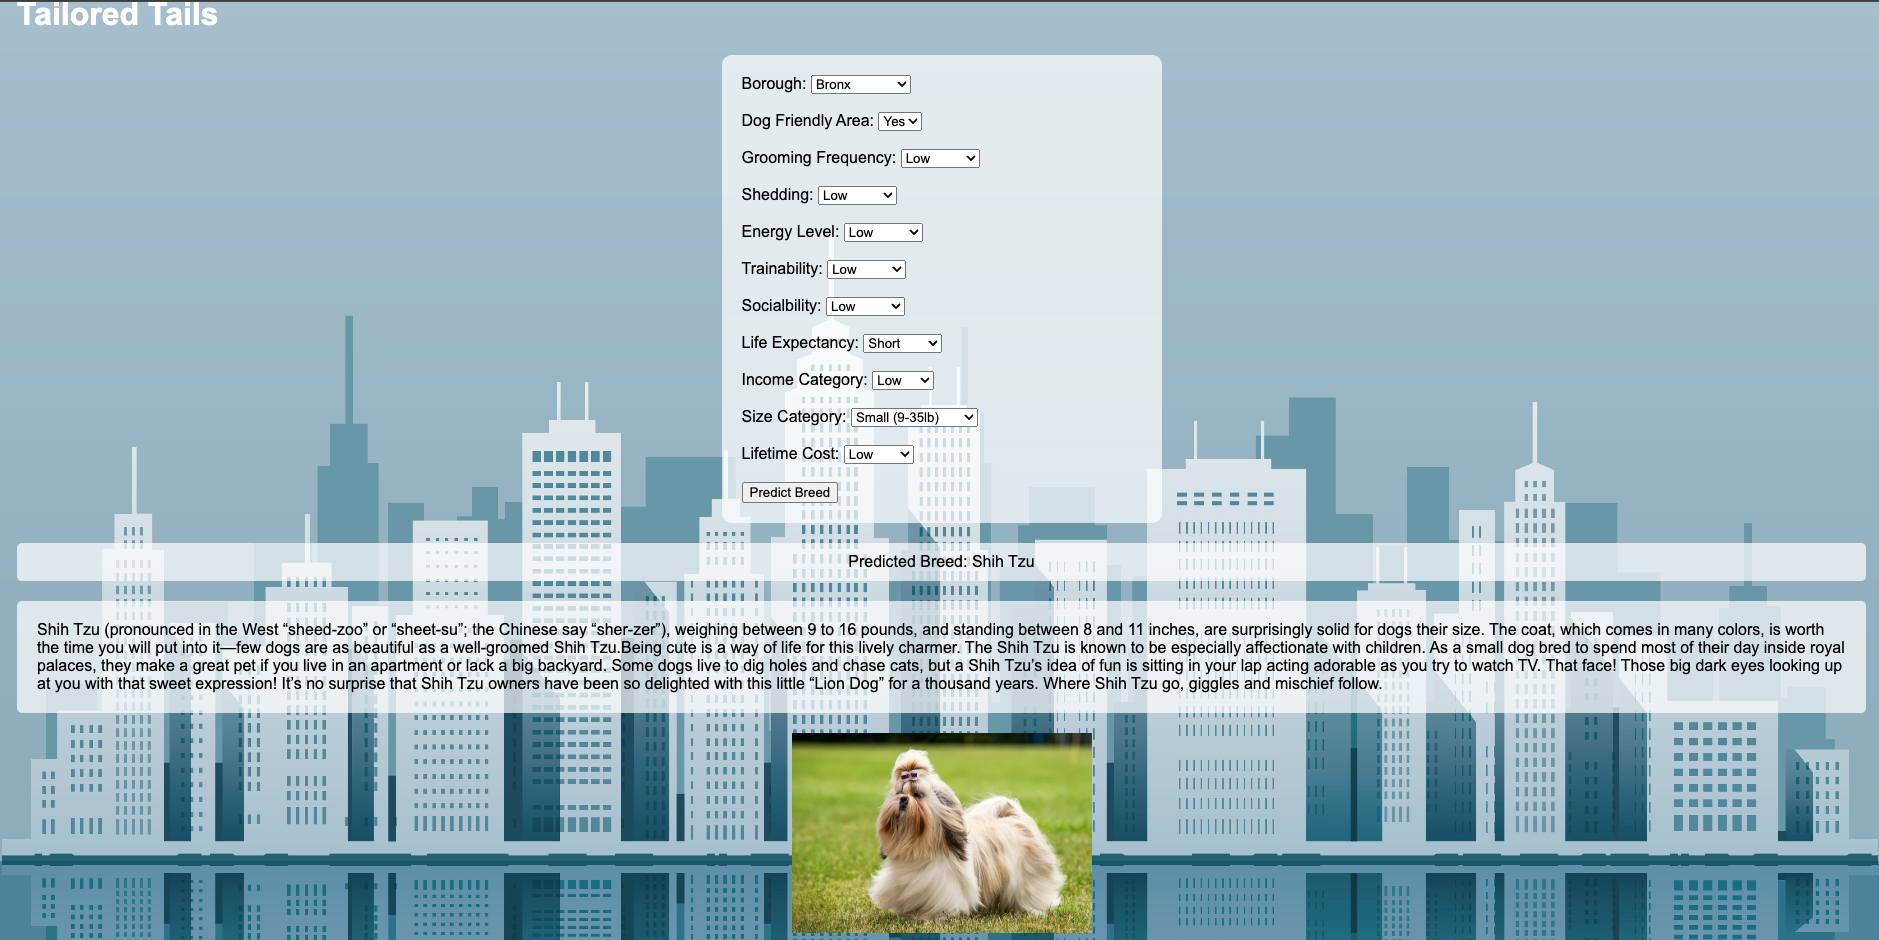 Tailored Tails
Borough: Bronx
Dog Friendly Area: Yes
Grooming Frequency: Low
Shedding: Low
Energy Level: Low
Trainability: Low
Socialbility: Low
Life Expectancy: Short
Income Category: Low
Size Category: Small (9-35lb)
Lifetime Cost: Low
Predict Breed
Predicted Breed: Shih Tzu
Shih Tzu (pronounced in the West “sheed-zoo” or “sheet-su”; the Chinese say “sher-zer”), weighing between 9 to 16 pounds, and standing between 8 and 11 inches, are surprisingly solid for dogs their size. The coat, which comes in many colors, is worth
the time you will put into it—few dogs are as beautiful as a well-groomed Shih Tzu.Being cute is a way of life for this lively charmer. The Shih Tzu is known to be especially affectionate with children. As a small dog bred to spend most of their day inside royal
palaces, they make a great pet if you live in an apartment or lack a big backyard. Some dogs live to dig holes and chase cats, but a Shih Tzu’s idea of fun is sitting in your lap acting adorable as you try to watch TV. That face! Those big dark eyes looking up
at you with that sweet expression! It’s no surprise that Shih Tzu owners have been so delighted with this little “Lion Dog” for a thousand years. Where Shih Tzu go, giggles and mischief follow.